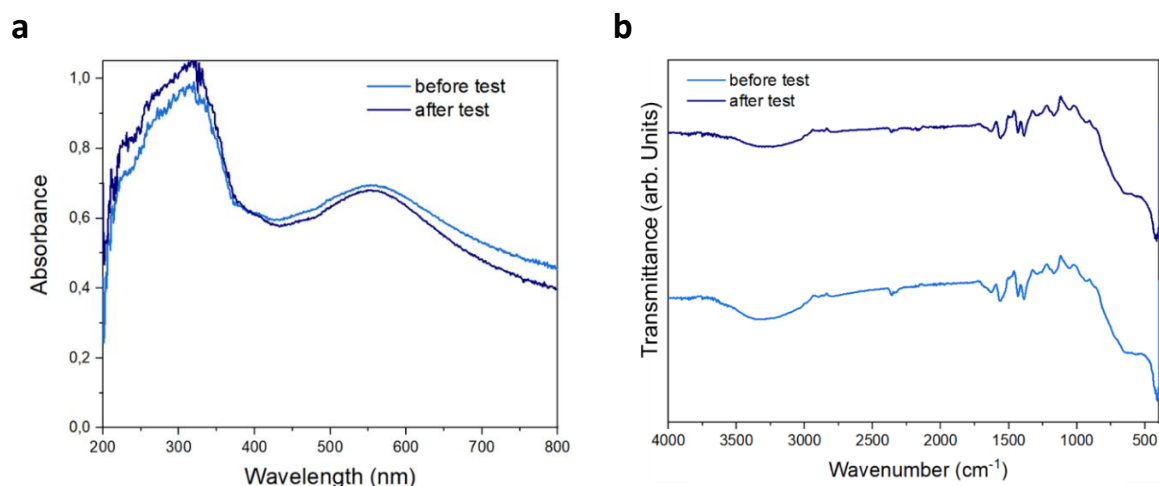 a
1,0
0,8
0,6
0,4
0,2
0,0
Absorbance
before test
after test
200 300 400 500 600 700 800
Wavelength (nm)
b
before test
after test
Transmittance (arb. Units)
4000 3500 3000 2500 2000 1500 1000 500
Wavenumber (cm⁻¹)